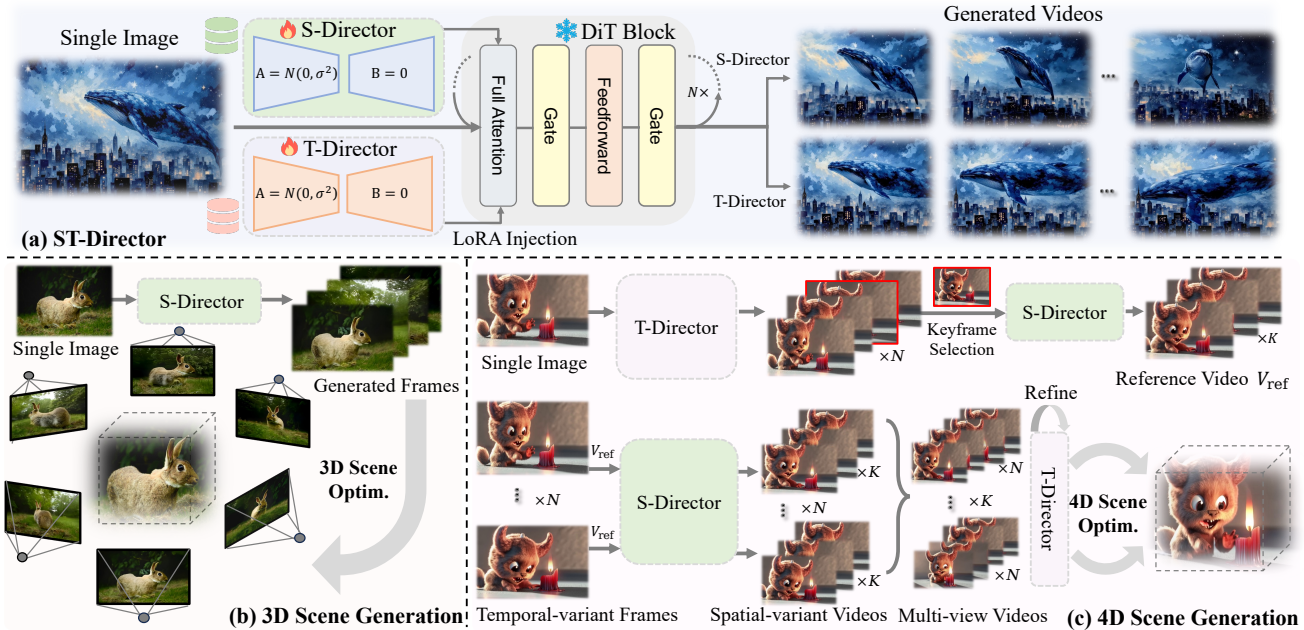 Single Image
S-Director
A = N(0, σ²)
B = 0
T-Director
A = N(0, σ²)
B = 0
LoRA Injection
DiT Block
Full Attention
Gate
Feedforward
Gate
N×
S-Director
T-Director
Generated Videos
...
...
(a) ST-Director
Single Image
S-Director
Generated Frames
3D Scene
Optim.
(b) 3D Scene Generation
Single Image
T-Director
×N
Keyframe
Selection
S-Director
×K
Reference Video V_ref
V_ref
...
×N
V_ref
S-Director
×K
...
×N
×K
×N
...
×K
×N
Refine
T-Director
4D Scene
Optim.
Temporal-variant Frames
Spatial-variant Videos
Multi-view Videos
(c) 4D Scene Generation